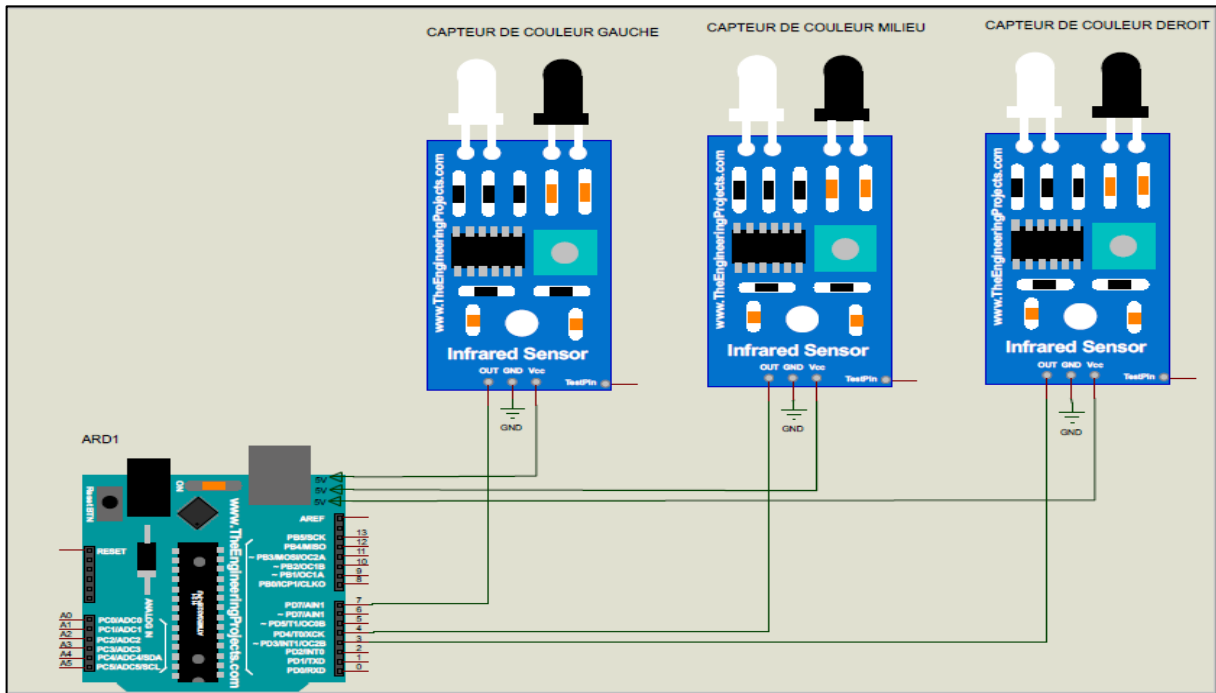 CAPTEUR DE COULEUR GAUCHE
CAPTEUR DE COULEUR MILIEU
CAPTEUR DE COULEUR DEROIT
www.TheEngineeringProjects.com
Infrared Sensor
OUT GND Vcc
TestPin
GND
www.TheEngineeringProjects.com
Infrared Sensor
OUT GND Vcc
TestPin
GND
www.TheEngineeringProjects.com
Infrared Sensor
OUT GND Vcc
TestPin
GND
ARD1
Reset BTN
ON
5V
5V
5V
www.TheEngineeringProjects.com
RESET
ANALOG IN
A0 PC0/ADC0
A1 PC1/ADC1
A2 PC2/ADC2
A3 PC3/ADC3
A4 PC4/ADC4/SDA
A5 PC5/ADC5/SCL
AREF
PB5/SCK 13
PB4/MISO 12
~ PB3/MOSI/OC2A 11
~ PB2/OC1B 10
~ PB1/OC1A 9
PB0/ICP1/CLKO 8
PD7/AIN1 7
~ PD7/AIN1 6
~ PD5/T1/OC0B 5
PD4/T0/XCK 4
~ PD3/INT1/OC2B 3
PD2/INT0 2
PD1/TXD 1
PD0/RXD 0